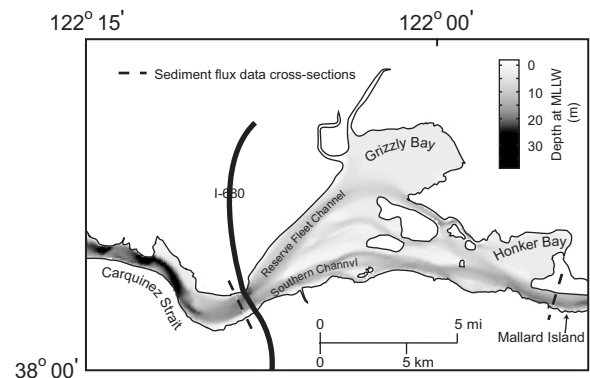 122° 15'
122° 00'
Sediment flux data cross-sections
0
10
20
30
Depth at MLLW
(m)
Grizzly Bay
I-680
Reserve Fleet Channel
Honker Bay
Southern Channvl
Carquinez Strait
0
5 mi
Mallard Island
0
5 km
38° 00'